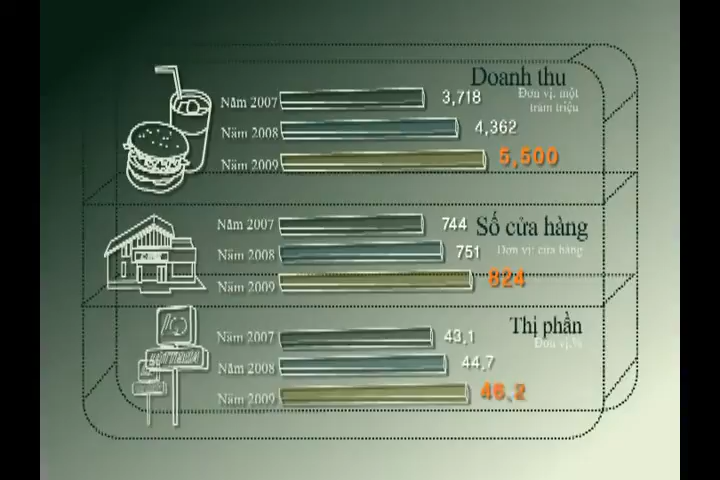 Doanh thu
Đơn vị: một
trăm triệu
Năm 2007 3,718
Năm 2008 4,362
Năm 2009 5,500
Số cửa hàng
Đơn vị: cửa hàng
Năm 2007 744
Năm 2008 751
Năm 2009 824
Thị phần
Đơn vị:%
Năm 2007 43,1
Năm 2008 44,7
Năm 2009 46,2